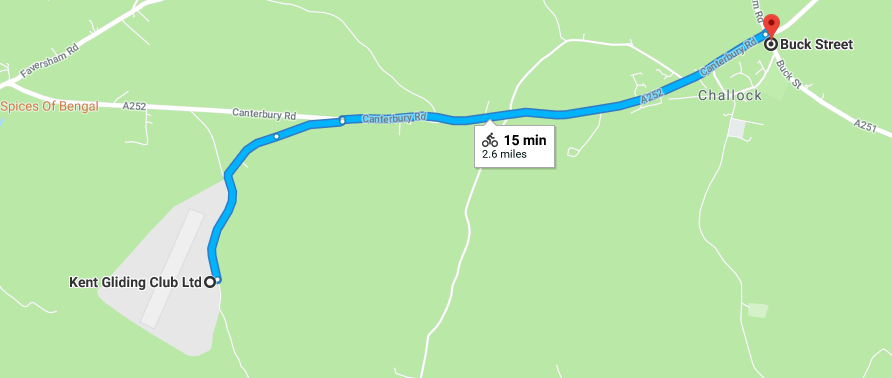 m Rd
Buck Street
Faversham Rd
Canterbury Rd
Buck St
Spices Of Bengal
A252
Canterbury Rd
Canterbury Rd
A252
Challock
A251
15 min
2.6 miles
Kent Gliding Club Ltd